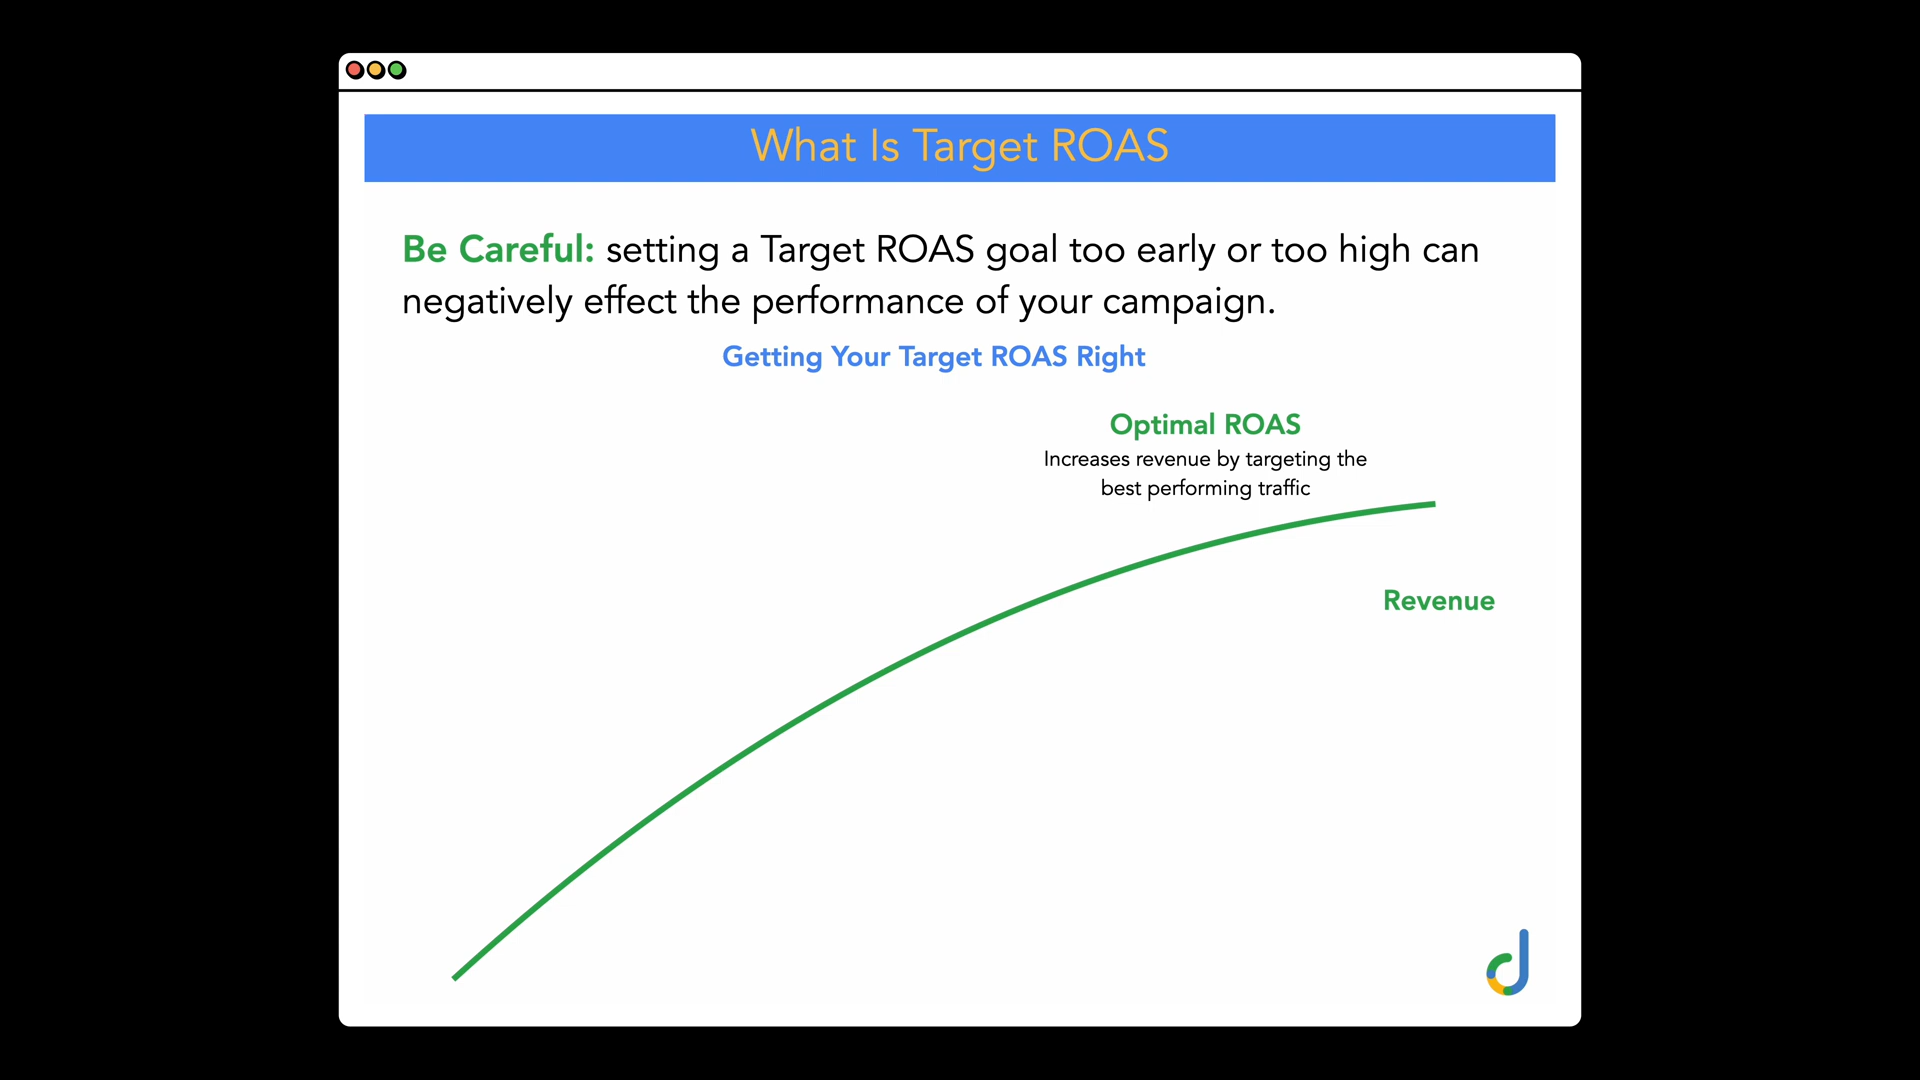 What Is Target ROAS
Be Careful: setting a Target ROAS goal too early or too high can
negatively effect the performance of your campaign.
Getting Your Target ROAS Right
Optimal ROAS
Increases revenue by targeting the
best performing traffic
Revenue